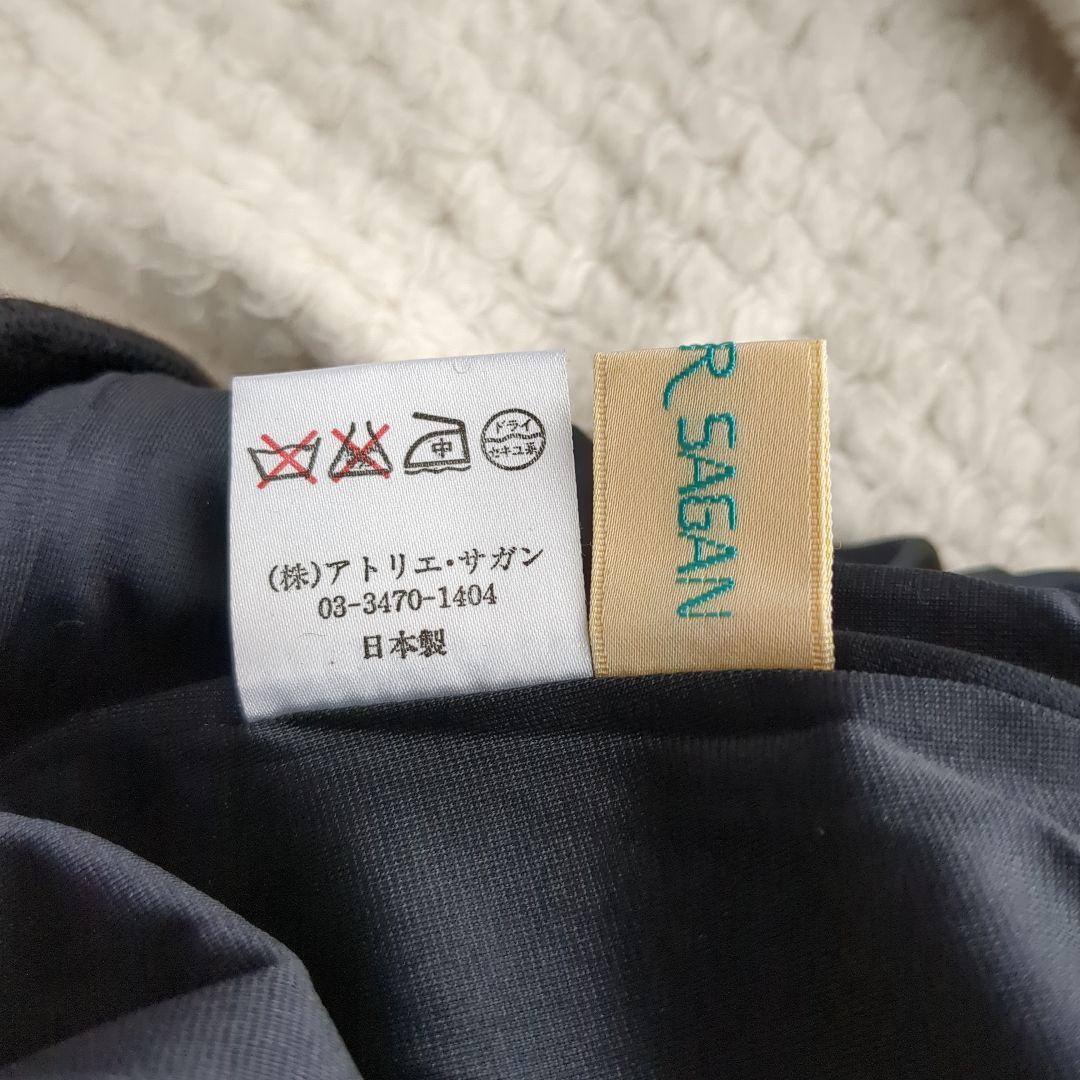 中
ドライ
セキユ系
(株)アトリエ・サガン
03-3470-1404
日本製
R SAGAN